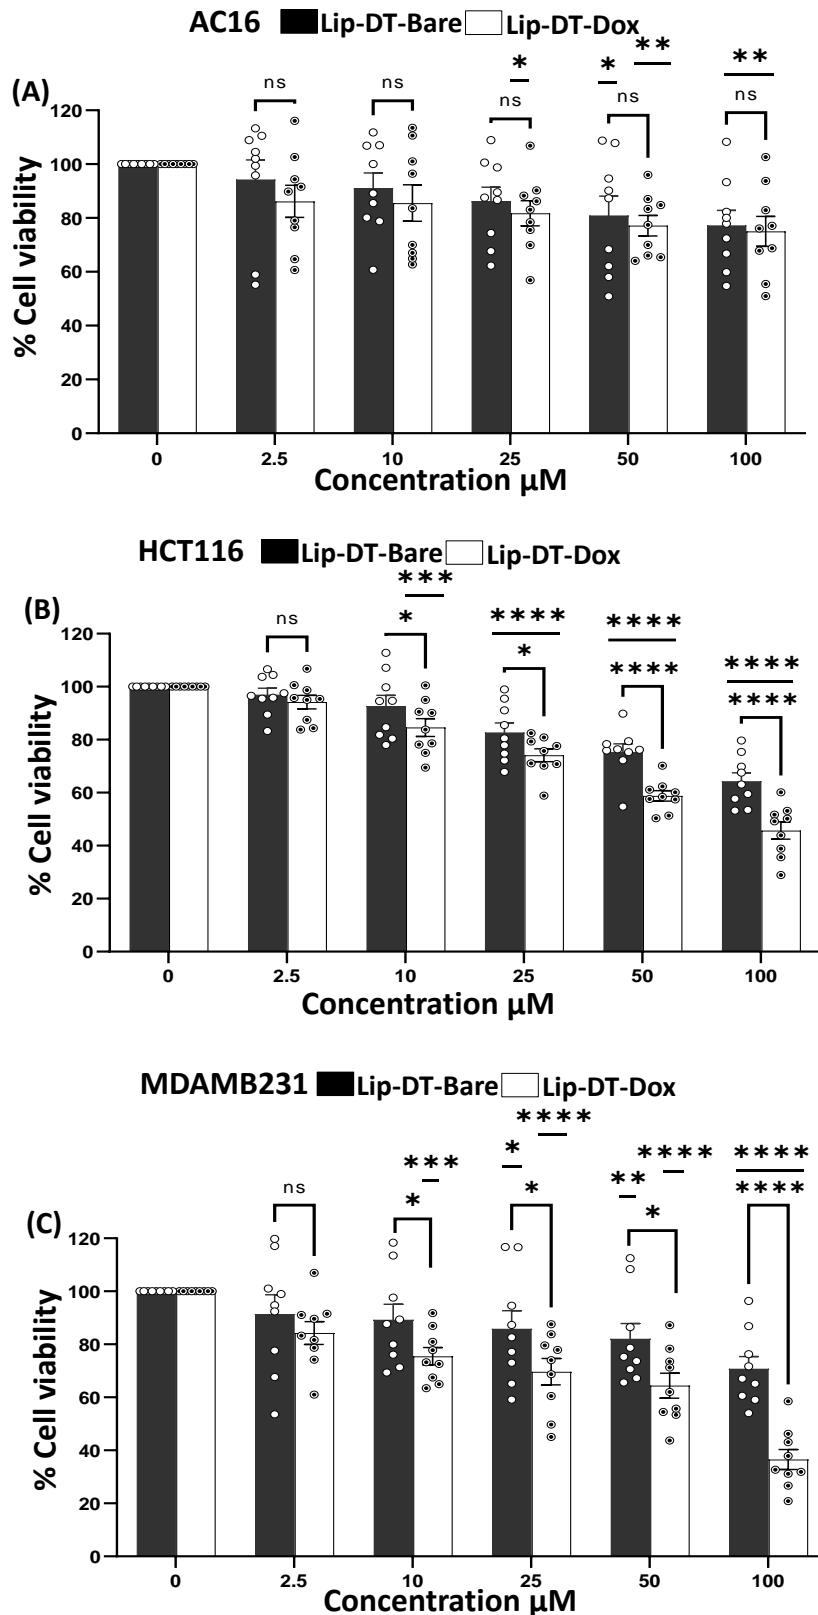 AC16 Lip-DT-Bare Lip-DT-Dox
(A)
* * ** **
ns ns ns ns ns
120
100
80
60
40
20
0
% Cell viability
0 2.5 10 25 50 100
Concentration μM
HCT116 Lip-DT-Bare Lip-DT-Dox
(B)
*** **** **** ****
ns * * **** ****
120
100
80
60
40
20
0
% Cell viability
0 2.5 10 25 50 100
Concentration μM
MDAMB231 Lip-DT-Bare Lip-DT-Dox
(C)
*** * **** ** **** ****
ns * * * ****
120
100
80
60
40
20
0
% Cell viability
0 2.5 10 25 50 100
Concentration μM